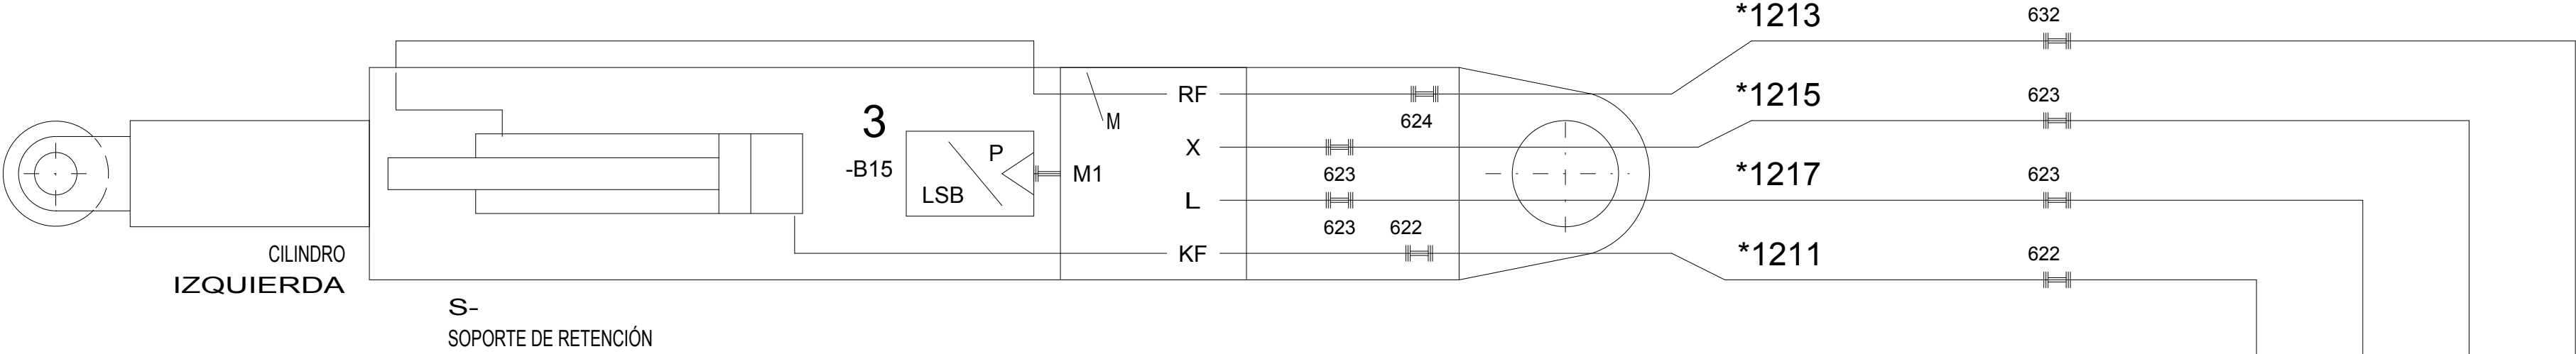 *1213
632
RF
*1215
623
3
M
624
-B15
P
X
LSB
M1
623
*1217
623
L
623
622
CILINDRO
KF
*1211
622
IZQUIERDA
S-
SOPORTE DE RETENCIÓN